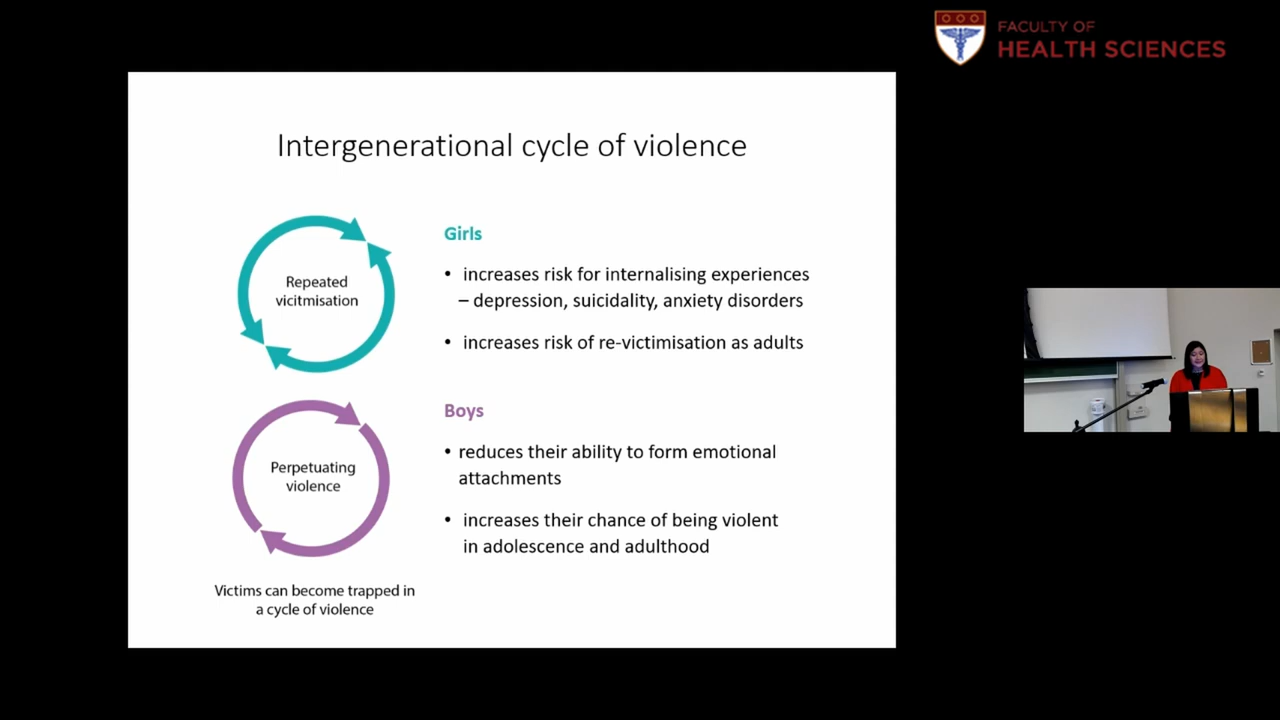 FACULTY OF
HEALTH SCIENCES
Intergenerational cycle of violence
Repeated
vicitmisation
Girls
• increases risk for internalising experiences
– depression, suicidality, anxiety disorders
• increases risk of re-victimisation as adults
Perpetuating
violence
Boys
• reduces their ability to form emotional
attachments
• increases their chance of being violent
in adolescence and adulthood
Victims can become trapped in
a cycle of violence